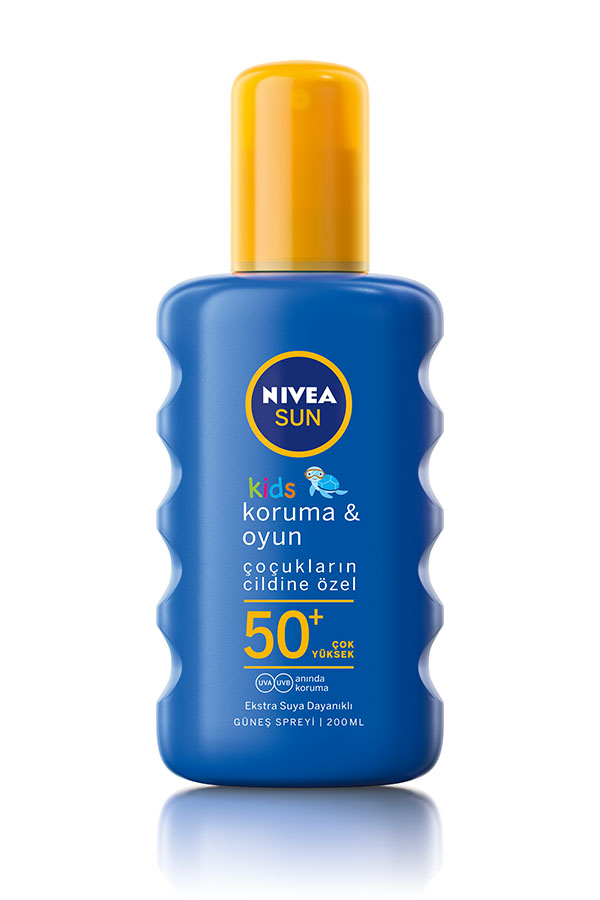 NIVEA
SUN
kids
koruma &
oyun
çoçukların
cildine özel
50+
ÇOK
YÜKSEK
UVA UVB anında
koruma
Ekstra Suya Dayanıklı
GÜNEŞ SPREYİ | 200ML